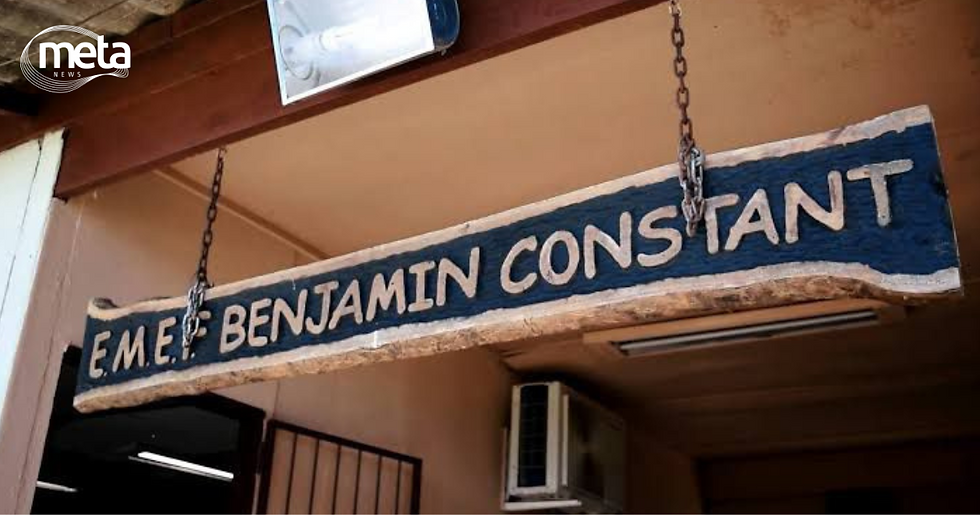 meta
NEWS
E.M.E.F BENJAMIN CONSTANT